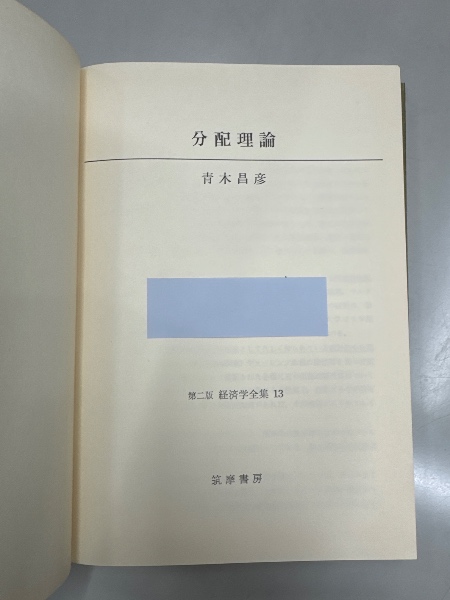 分配理論
青木昌彦
第二版 経済学全集 13
筑摩書房